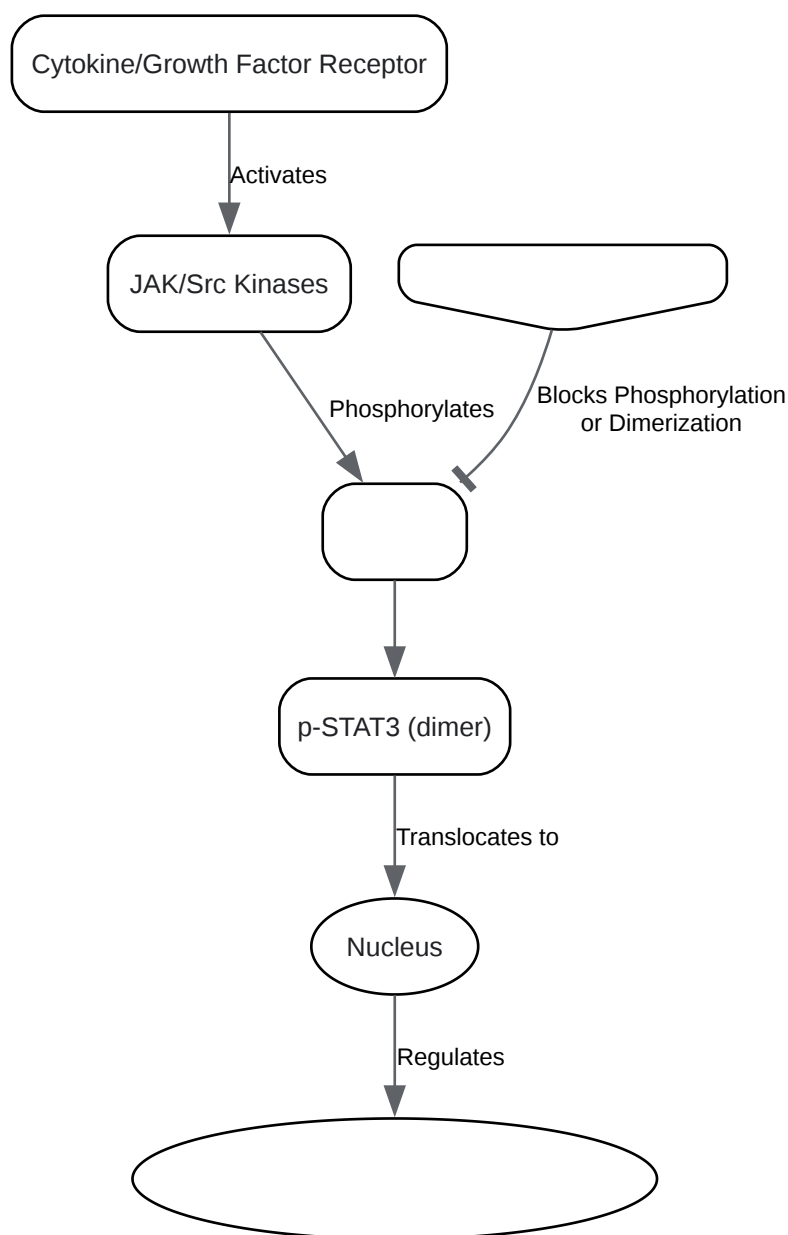 Cytokine/Growth Factor Receptor
Activates
JAK/Src Kinases
Phosphorylates
Blocks Phosphorylation
or Dimerization
p-STAT3 (dimer)
Translocates to
Nucleus
Regulates